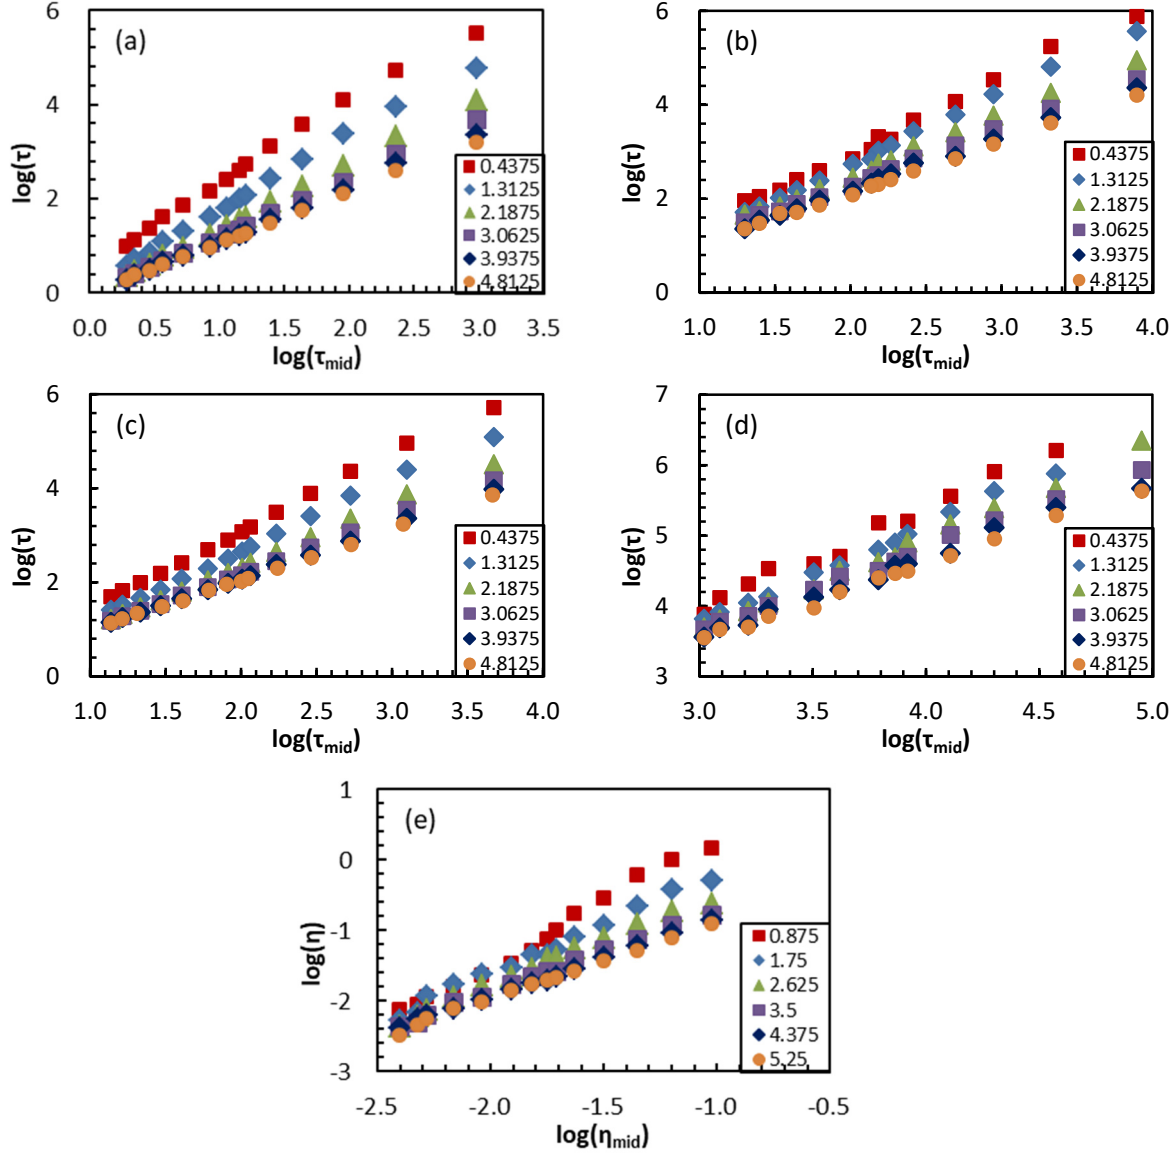 (a)
6
4
2
0
log(τ)
0.0 0.5 1.0 1.5 2.0 2.5 3.0 3.5
log(τmid)
0.4375
1.3125
2.1875
3.0625
3.9375
4.8125
(b)
6
4
2
0
log(τ)
1.0 1.5 2.0 2.5 3.0 3.5 4.0
log(τmid)
0.4375
1.3125
2.1875
3.0625
3.9375
4.8125
(c)
6
4
2
0
log(τ)
1.0 1.5 2.0 2.5 3.0 3.5 4.0
log(τmid)
0.4375
1.3125
2.1875
3.0625
3.9375
4.8125
(d)
7
6
5
4
3
log(τ)
3.0 3.5 4.0 4.5 5.0
log(τmid)
0.4375
1.3125
2.1875
3.0625
3.9375
4.8125
(e)
1
0
-1
-2
-3
log(η)
-2.5 -2.0 -1.5 -1.0 -0.5
log(ηmid)
0.875
1.75
2.625
3.5
4.375
5.25